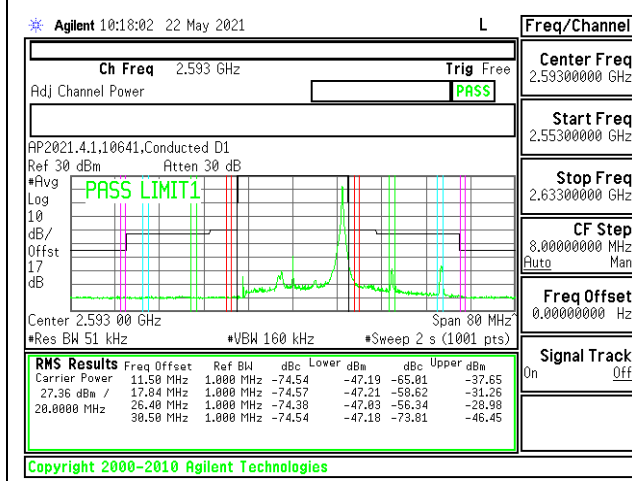 Agilent 10:18:02 22 May 2021 L
Freq/Channel
Ch Freq 2.593 GHz Trig Free
Adj Channel Power PASS
AP2021.4.1,10641,Conducted D1
Ref 30 dBm Atten 30 dB
#Avg
Log
10
dB/
Offst
17
dB
PASS LIMIT1
Center 2.593 00 GHz Span 80 MHz^
#Res BW 51 kHz #VBW 160 kHz #Sweep 2 s (1001 pts)
RMS Results Freq Offset Ref BW dBc Lower dBm dBc Upper dBm
Carrier Power 11.50 MHz 1.000 MHz -74.54 -47.19 -65.01 -37.65
27.36 dBm / 17.84 MHz 1.000 MHz -74.57 -47.21 -58.62 -31.26
20.0000 MHz 26.40 MHz 1.000 MHz -74.38 -47.03 -56.34 -28.98
30.50 MHz 1.000 MHz -74.54 -47.18 -73.81 -46.45
Copyright 2000-2010 Agilent Technologies
Center Freq
2.59300000 GHz
Start Freq
2.55300000 GHz
Stop Freq
2.63300000 GHz
CF Step
8.00000000 MHz
Auto Man
Freq Offset
0.00000000 Hz
Signal Track
On Off